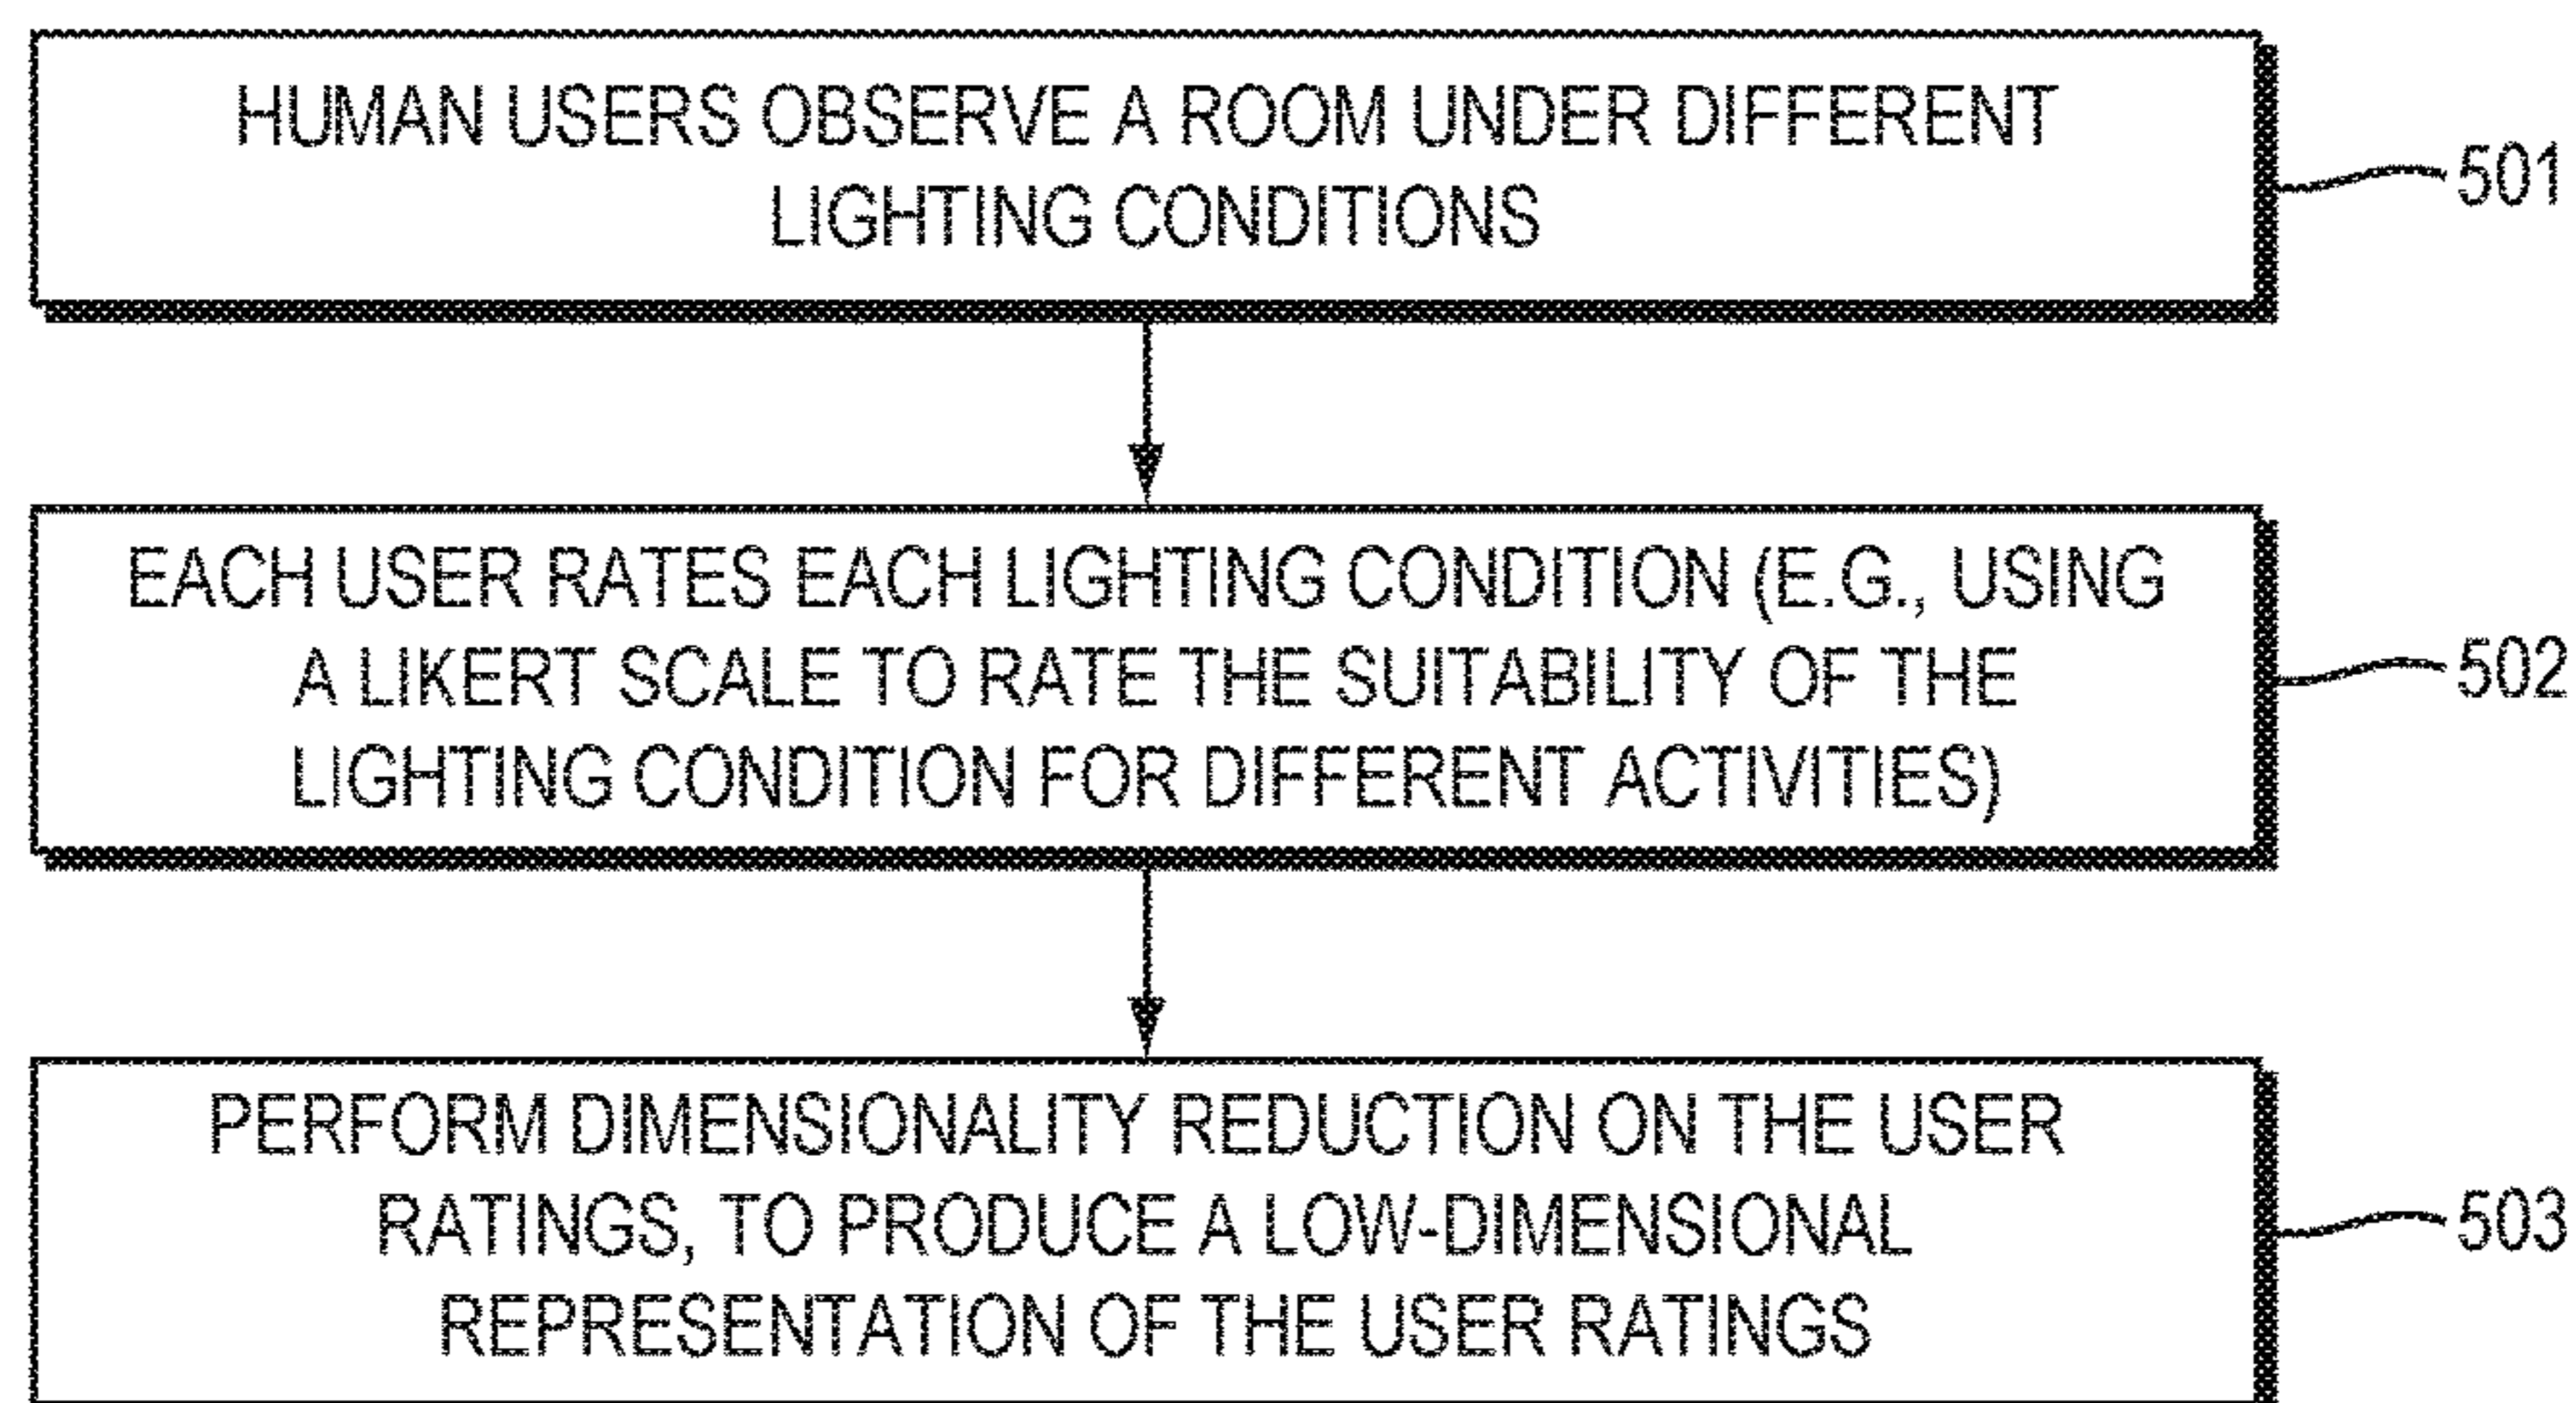 HUMAN USERS OBSERVE A ROOM UNDER DIFFERENT
LIGHTING CONDITIONS
501
EACH USER RATES EACH LIGHTING CONDITION (E.G., USING
A LIKERT SCALE TO RATE THE SUITABILITY OF THE
LIGHTING CONDITION FOR DIFFERENT ACTIVITIES)
502
PERFORM DIMENSIONALITY REDUCTION ON THE USER
RATINGS, TO PRODUCE A LOW-DIMENSIONAL
REPRESENTATION OF THE USER RATINGS
503